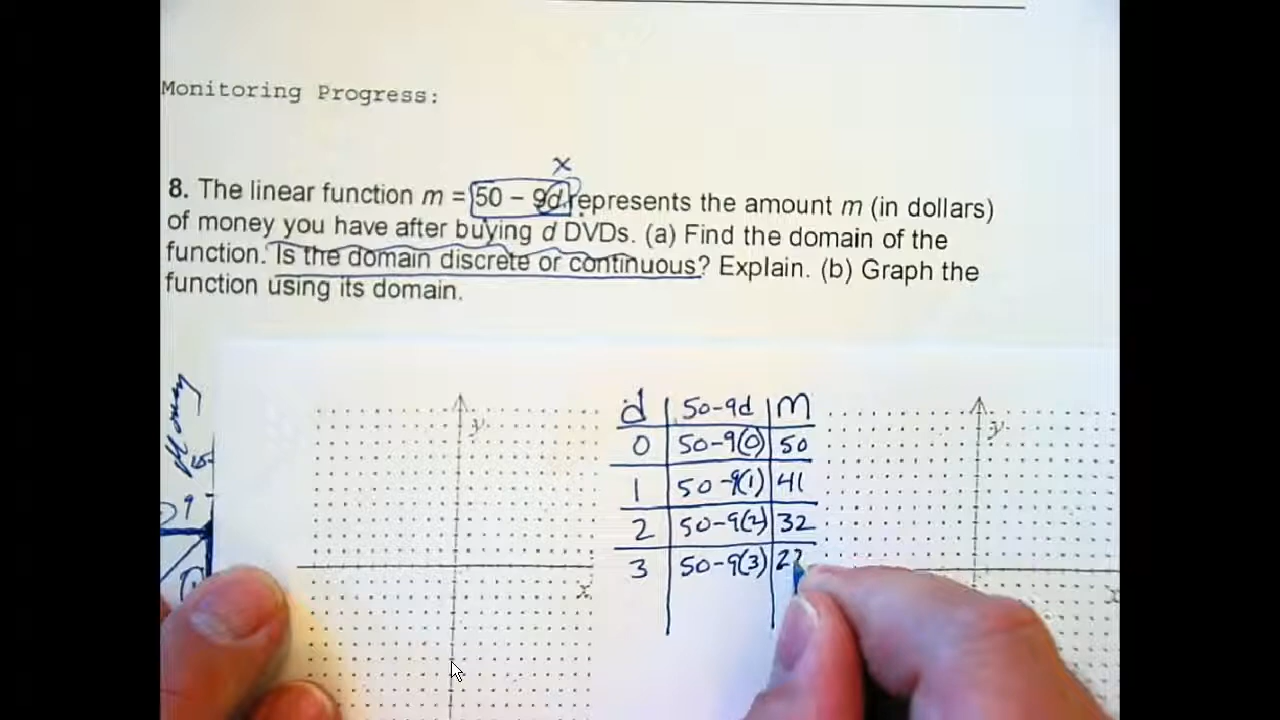 Monitoring Progress:
x
8. The linear function m = 50 − 9d represents the amount m (in dollars)
of money you have after buying d DVDs. (a) Find the domain of the
function. Is the domain discrete or continuous? Explain. (b) Graph the
function using its domain.
d 50-9d m
0 50-9(0) 50
1 50-9(1) 41
2 50-9(2) 32
3 50-9(3) 23
y
x
y
x
money